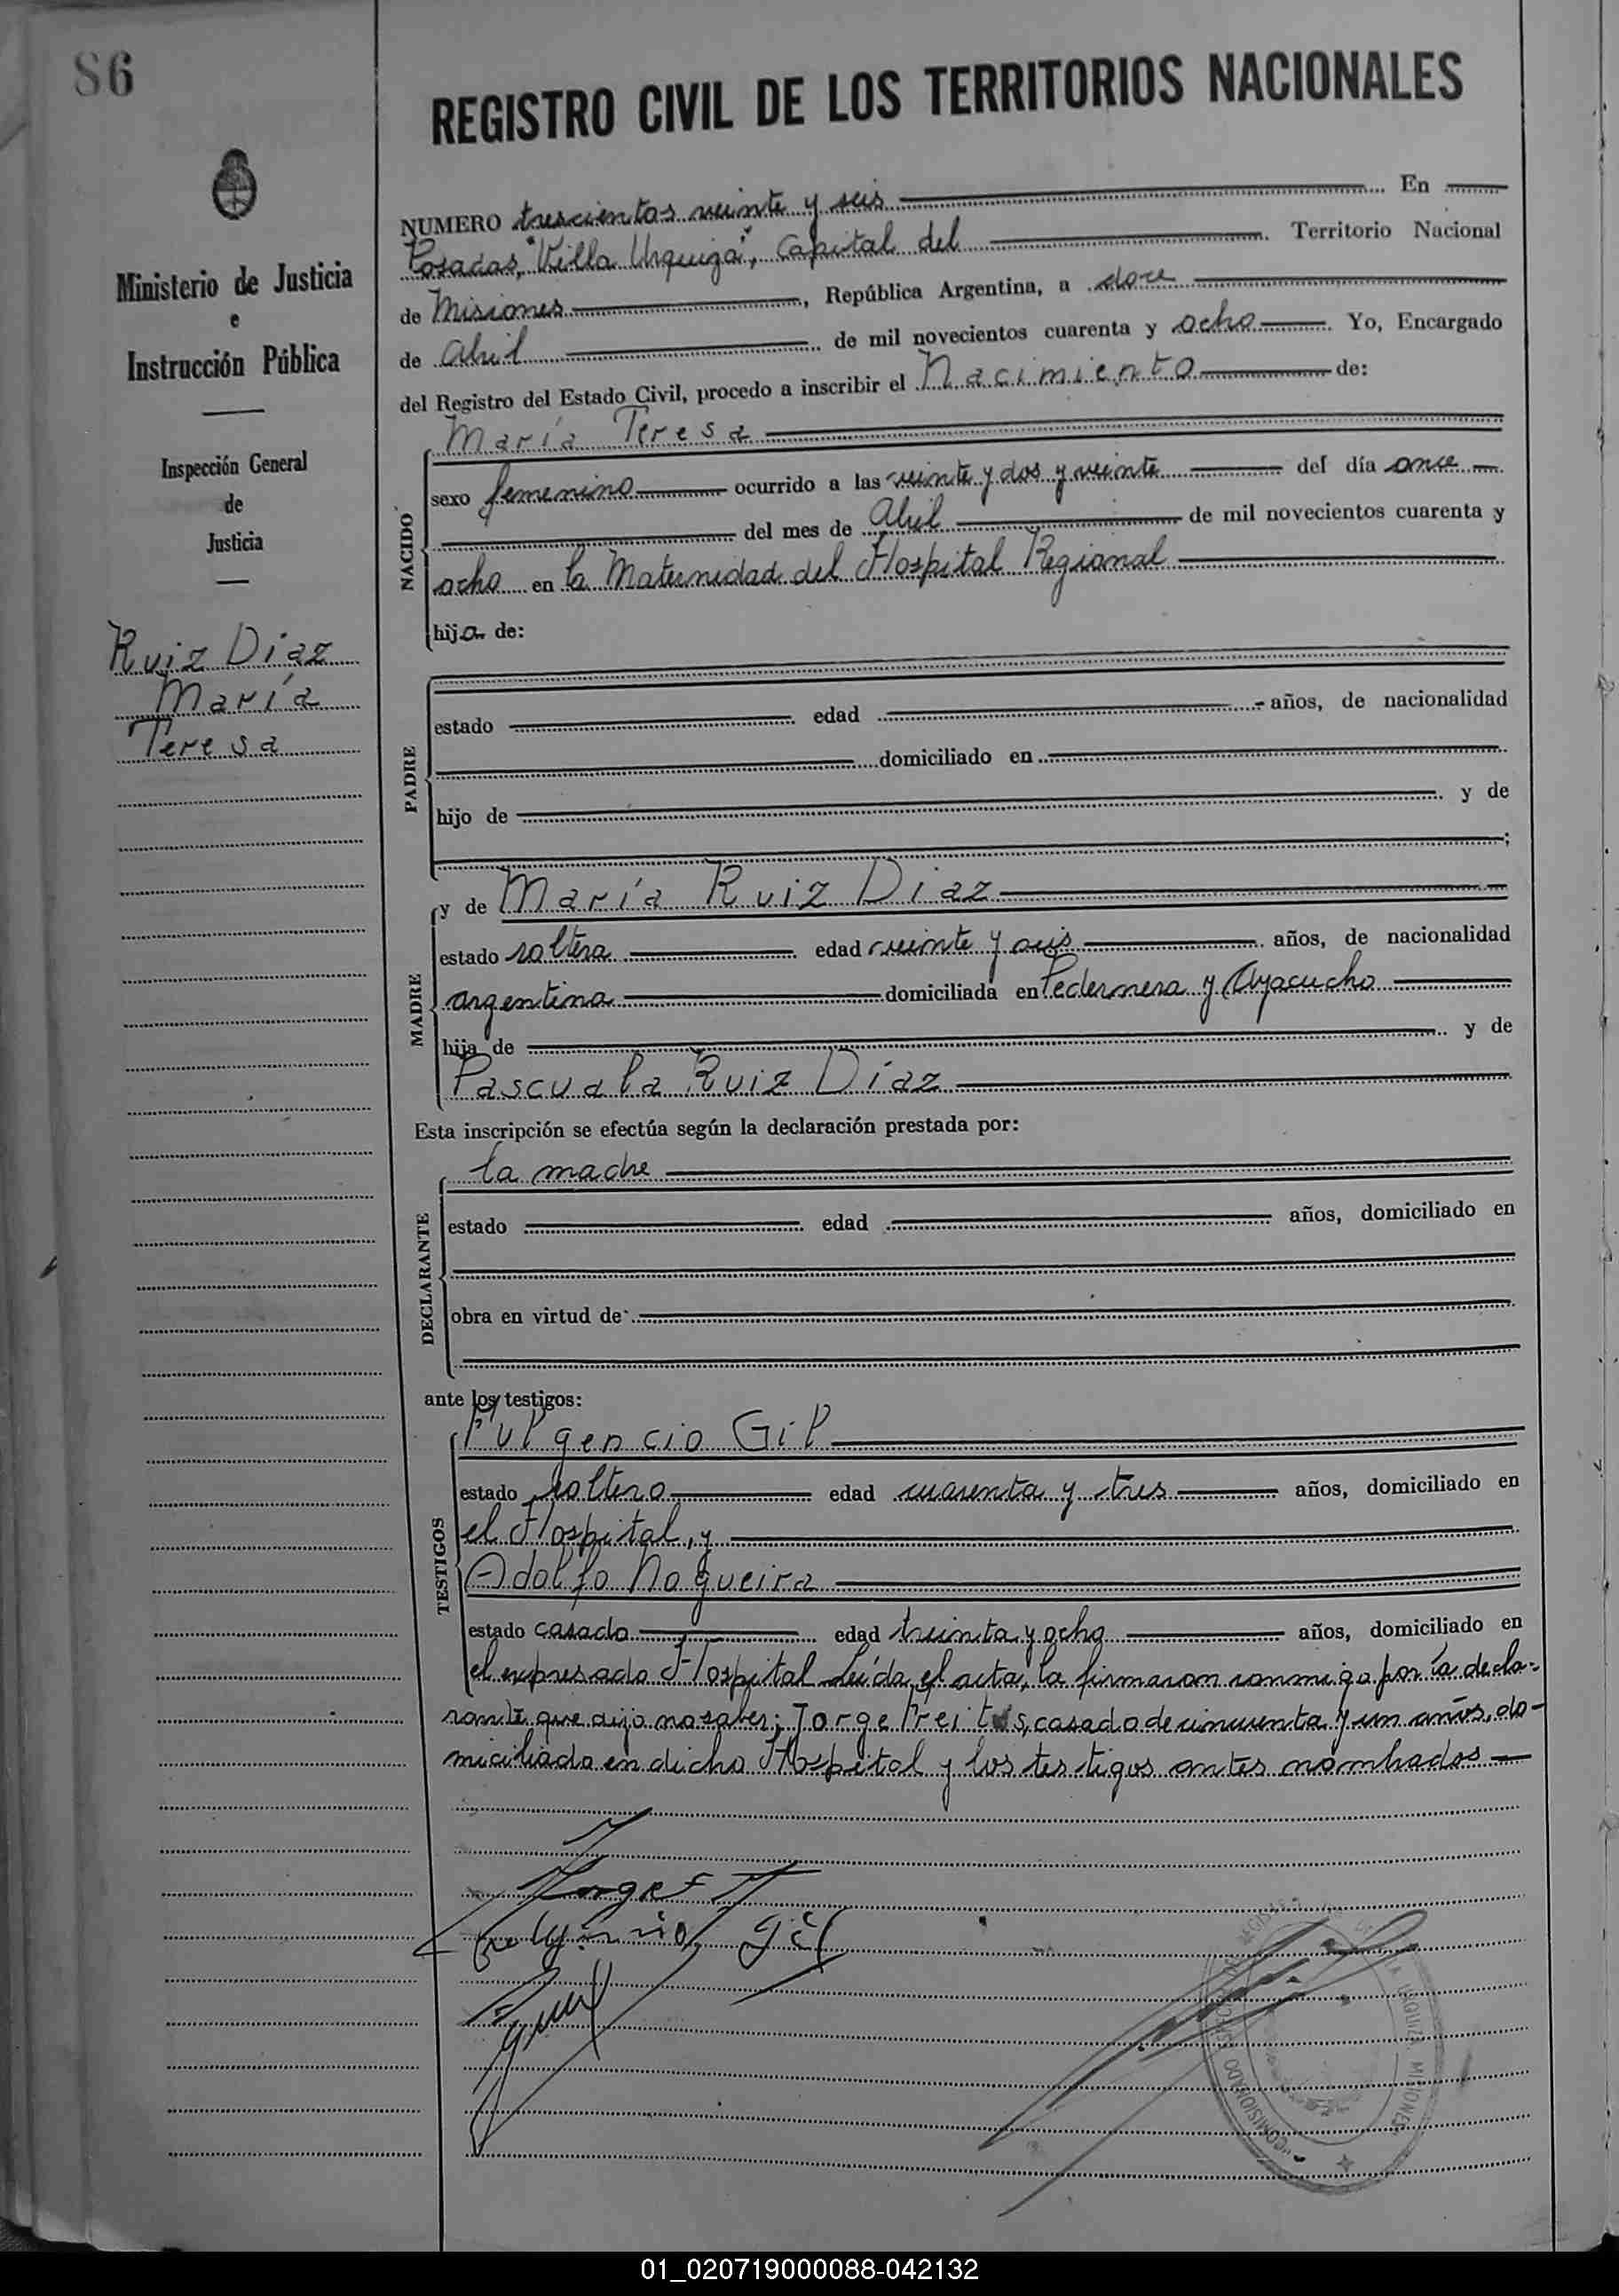 86
REGISTRO CIVIL DE LOS TERRITORIOS NACIONALES
Ministerio de Justicia
e
Instrucción Pública
Inspección General
de
Justicia
Ruiz Díaz
María
Teresa
NUMERO trescientos veinte y seis En
Posadas, "Villa Urquiza", Capital del Territorio Nacional
de Misiones, República Argentina, a doce
de Abril de mil novecientos cuarenta y ocho Yo, Encargado
del Registro del Estado Civil, procedo a inscribir el Nacimiento de:
NACIDO
María Teresa
sexo femenino ocurrido a las veinte y dos y veinte del día once
del mes de Abril de mil novecientos cuarenta y
ocho en la Maternidad del Hospital Regional
hija de:
PADRE
estado edad años, de nacionalidad
domiciliado en
hijo de y de
;
MADRE
y de María Ruiz Diaz
estado soltera edad veinte y seis años, de nacionalidad
argentina domiciliada en Pedernera y Ayacucho
hija de y de
Pascuala Ruiz Díaz
Esta inscripción se efectúa según la declaración prestada por:
DECLARANTE
la madre
estado edad años, domiciliado en
obra en virtud de
ante los testigos:
TESTIGOS
Fulgencio Gil
estado soltero edad cuarenta y tres años, domiciliado en
el Hospital, y
Adolfo Nogueira
estado casado edad treinta y ocho años, domiciliado en
el expresado Hospital Leída el acta, la firmaron conmigo por la decla-
rante que dijo no saber; Jorge Freitas, casado de cincuenta y un años, do-
miciliado en dicho Hospital y los testigos antes nombrados
Gil
COMISIONADO
MISIONES
01_020719000088-042132